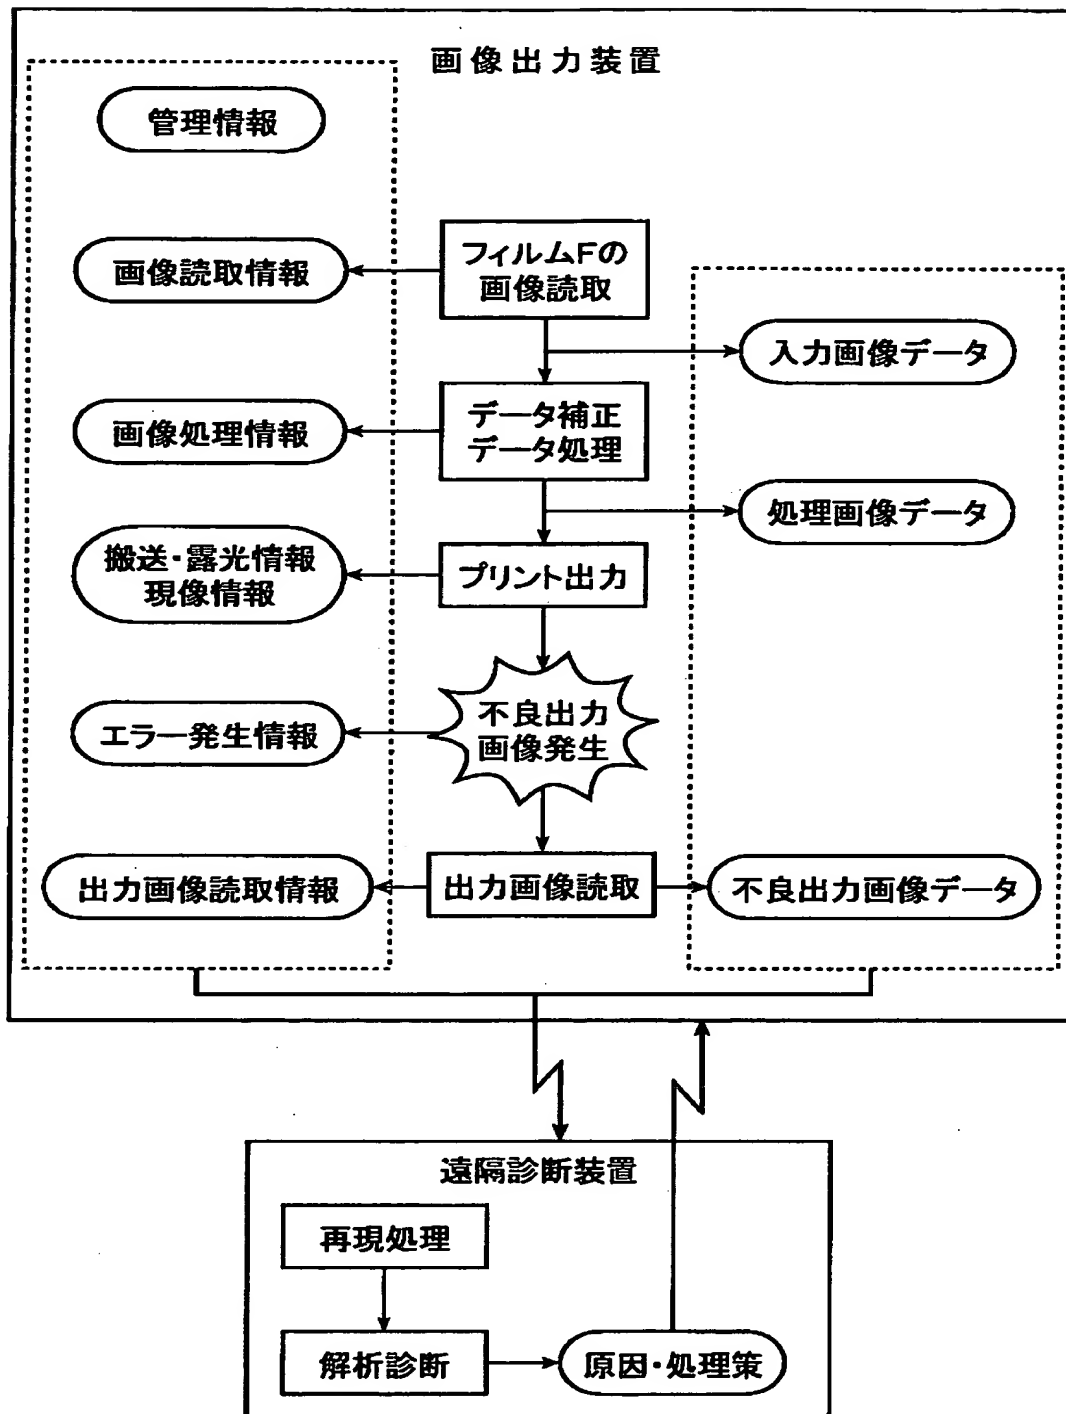 画像出力装置
管理情報
フィルムFの
画像読取
画像読取情報
入力画像データ
データ補正
データ処理
画像処理情報
処理画像データ
プリント出力
搬送・露光情報
現像情報
不良出力
画像発生
エラー発生情報
出力画像読取
出力画像読取情報
不良出力画像データ
遠隔診断装置
再現処理
解析診断
原因・処理策